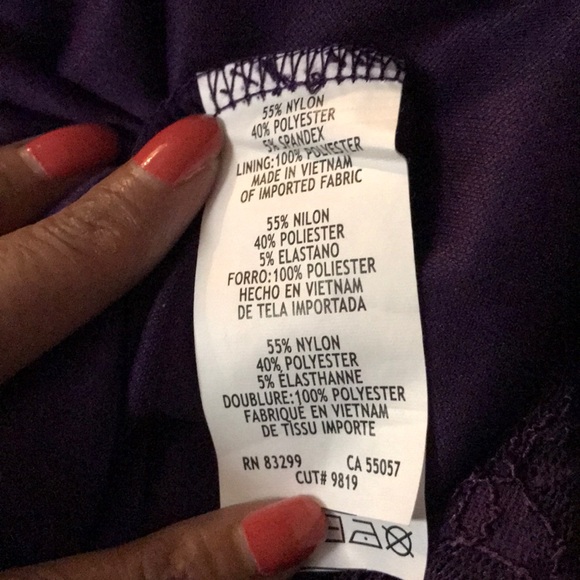 55% NYLON
40% POLYESTER
5% SPANDEX
LINING:100% POLYESTER
MADE IN VIETNAM
OF IMPORTED FABRIC
55% NILON
40% POLIESTER
5% ELASTANO
FORRO:100% POLIESTER
HECHO EN VIETNAM
DE TELA IMPORTADA
55% NYLON
40% POLYESTER
5% ELASTHANNE
DOUBLURE:100% POLYESTER
FABRIQUÉ EN VIETNAM
DE TISSU IMPORTE
RN 83299 CA 55057
CUT# 9819